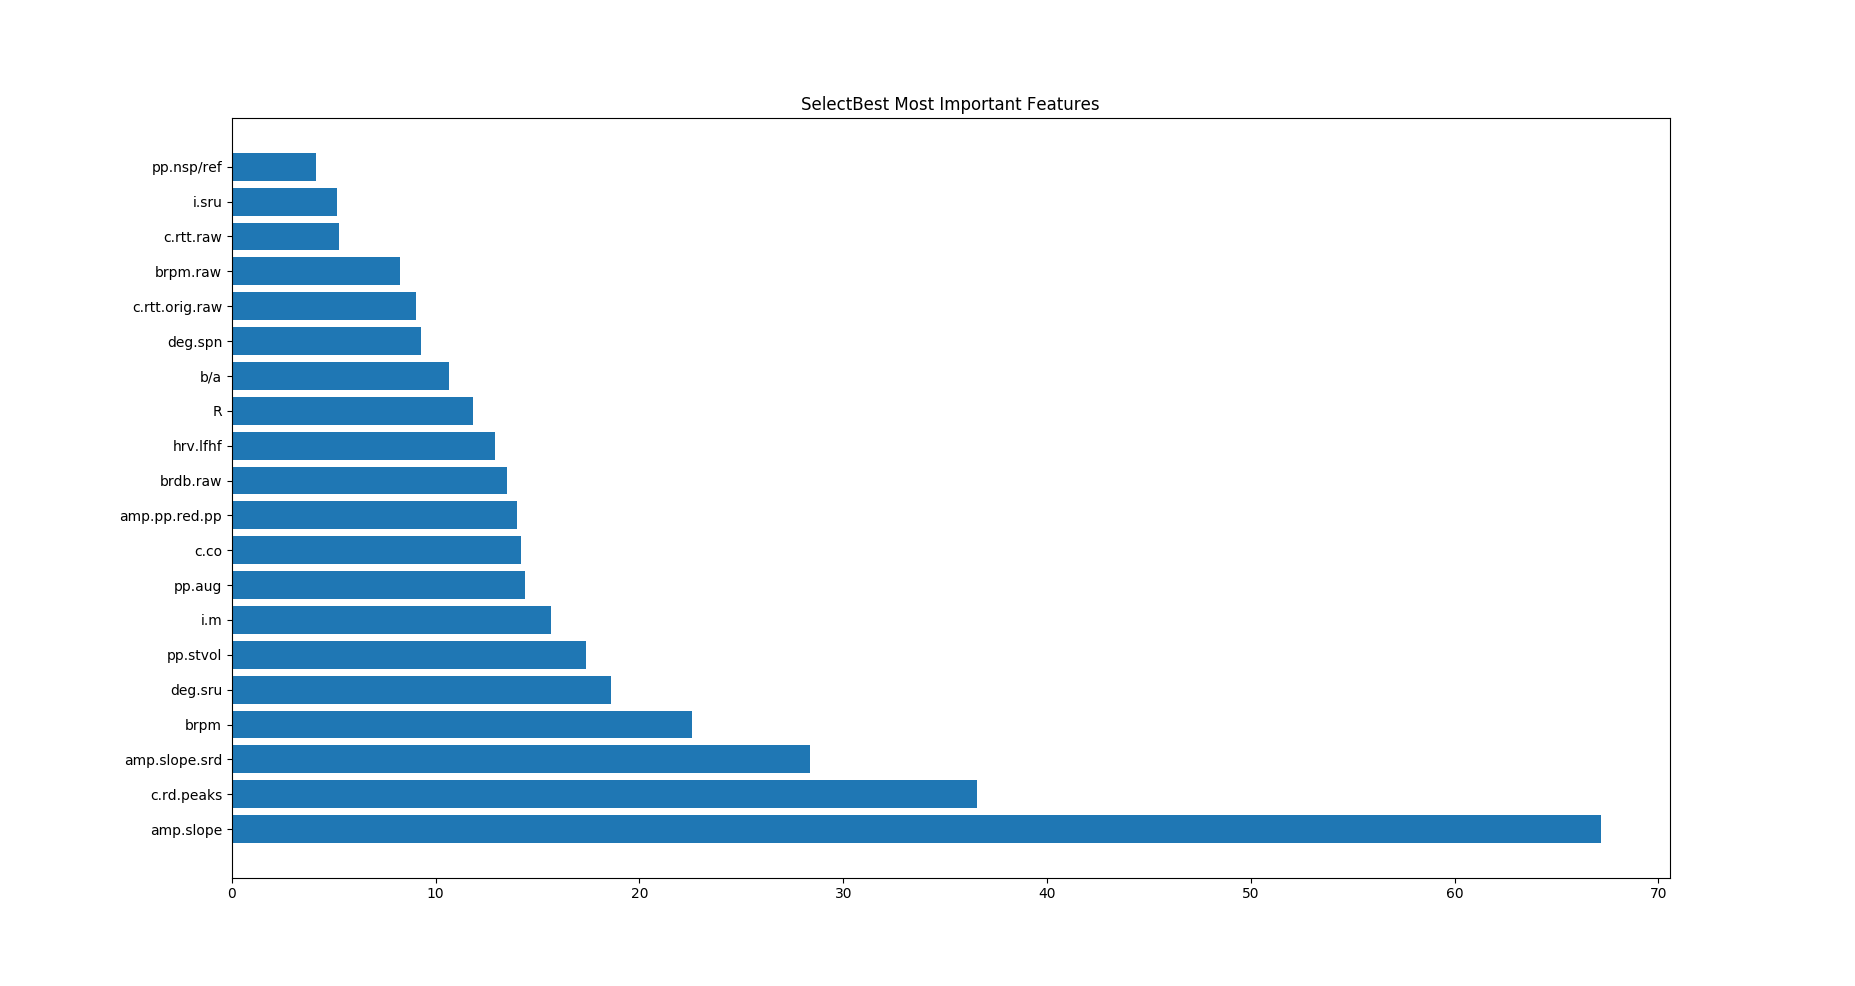 SelectBest Most Important Features
pp.nsp/ref
i.sru
c.rtt.raw
brpm.raw
c.rtt.orig.raw
deg.spn
b/a
R
hrv.lfhf
brdb.raw
amp.pp.red.pp
c.co
pp.aug
i.m
pp.stvol
deg.sru
brpm
amp.slope.srd
c.rd.peaks
amp.slope
0 10 20 30 40 50 60 70